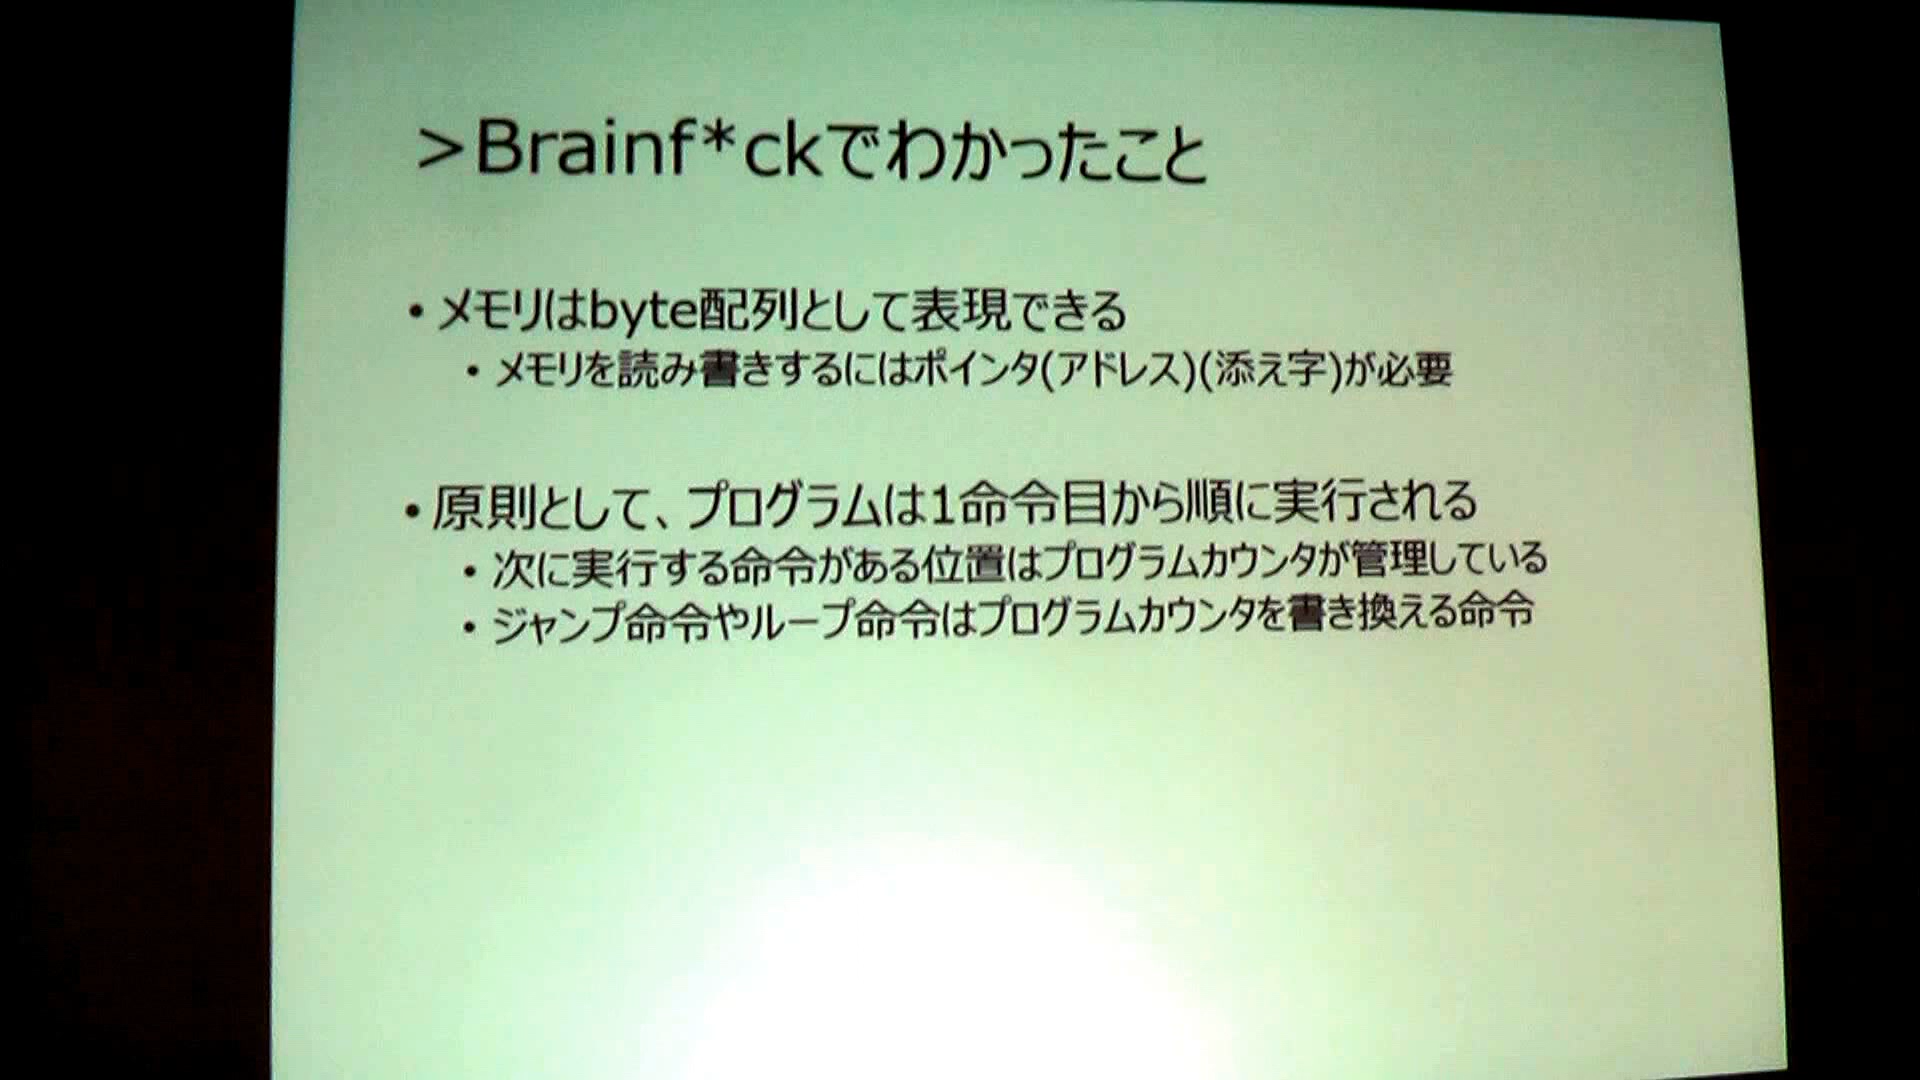 >Brainf*ckでわかったこと
• メモリはbyte配列として表現できる
• メモリを読み書きするにはポインタ(アドレス)(添え字)が必要
• 原則として、プログラムは1命令目から順に実行される
• 次に実行する命令がある位置はプログラムカウンタが管理している
• ジャンプ命令やループ命令はプログラムカウンタを書き換える命令